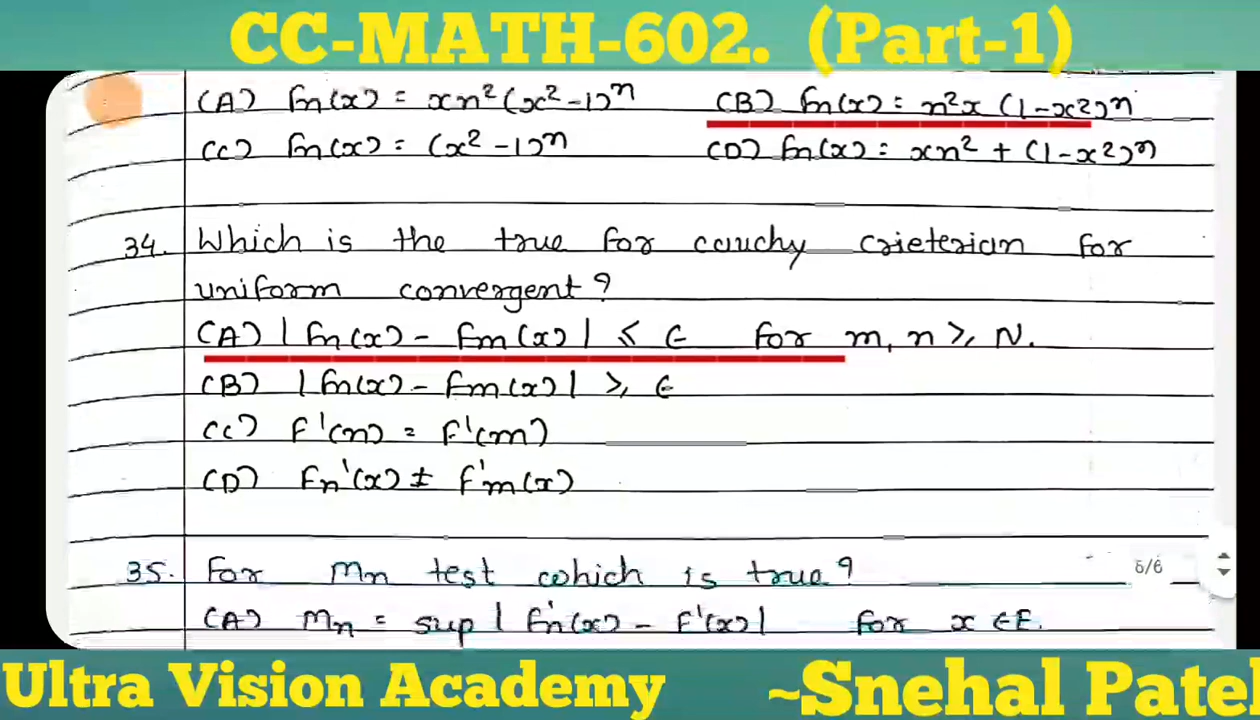 CC-MATH-602. (Part-1)
(A) fn(x) = xn²(x²-1)ⁿ (B) fn(x) = n²x (1-x²)ⁿ
(C) fn(x) = (x²-1)ⁿ (D) fn(x) = xn² + (1-x²)ⁿ
34. Which is the true for cauchy crieterian for
uniform convergent?
(A) |fn(x) - fm(x)| ≤ ε for m, n ≥ N.
(B) |fn(x) - fm(x)| ≥ ε
(C) F'(n) = F'(m)
(D) Fn'(x) ± F'm(x)
35. For Mn test which is true?
6/6
(A) Mn = sup | fn'(x) - F'(x) | for x ∈ E.
Ultra Vision Academy ~Snehal Patel